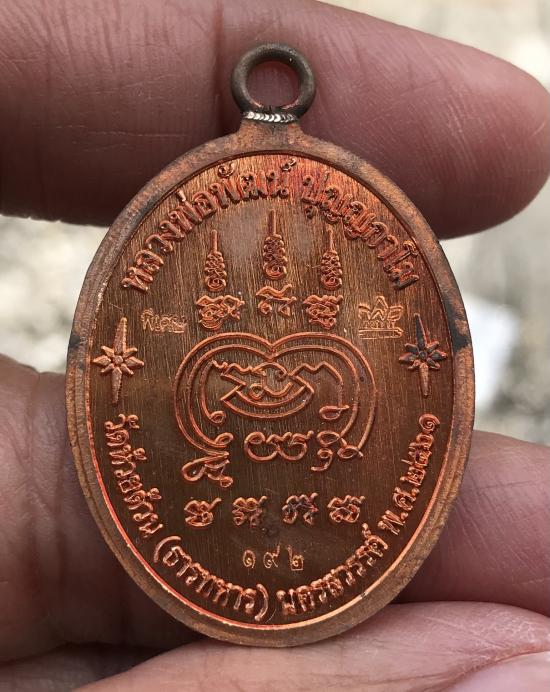 หลวงพ่อพัฒน์ ปุญฺญกาโม
พิเศษ
วัดห้วยด้วน (ธารทหาร) นครสวรรค์ พ.ศ.๒๕๖๑
๑๙๒